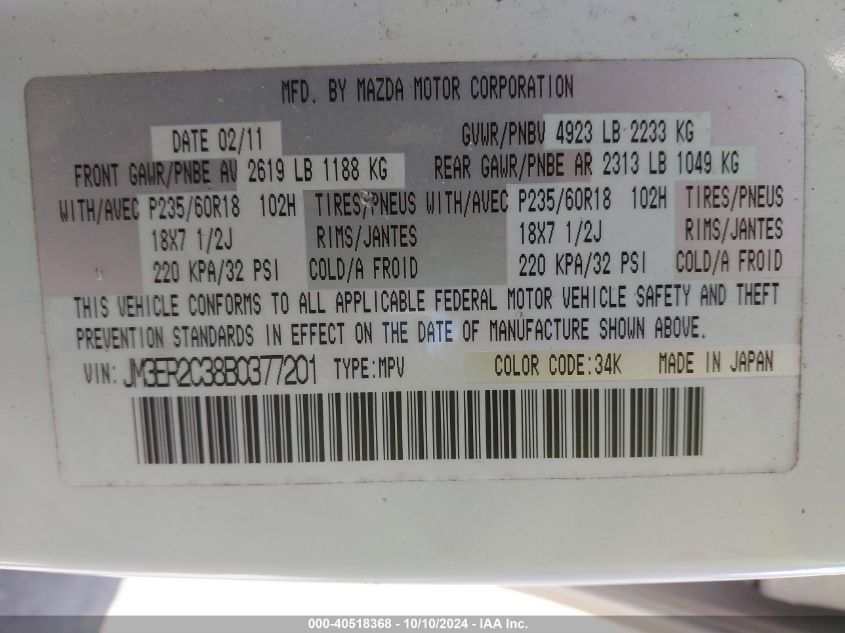 MFD. BY MAZDA MOTOR CORPORATION
DATE 02/11 GVWR/PNBV 4923 LB 2233 KG
FRONT GAWR/PNBE AV 2619 LB 1188 KG REAR GAWR/PNBE AR 2313 LB 1049 KG
WITH/AVEC P235/60R18 102H TIRES/PNEUS WITH/AVEC P235/60R18 102H TIRES/PNEUS
18X7 1/2J RIMS/JANTES 18X7 1/2J RIMS/JANTES
220 KPA/32 PSI COLD/A FROID 220 KPA/32 PSI COLD/A FROID
THIS VEHICLE CONFORMS TO ALL APPLICABLE FEDERAL MOTOR VEHICLE SAFETY AND THEFT
PREVENTION STANDARDS IN EFFECT ON THE DATE OF MANUFACTURE SHOWN ABOVE.
VIN: JM3ER2C38B0377201 TYPE:MPV COLOR CODE:34K MADE IN JAPAN
000-40518368 - 10/10/2024 - IAA Inc.